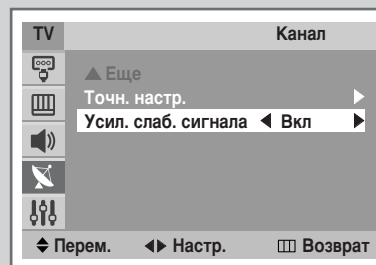 TV Канал
▲ Еще
Точн. настр. ▶
Усил. слаб. сигнала ◀ Вкл ▶
Перем. Настр. Возврат